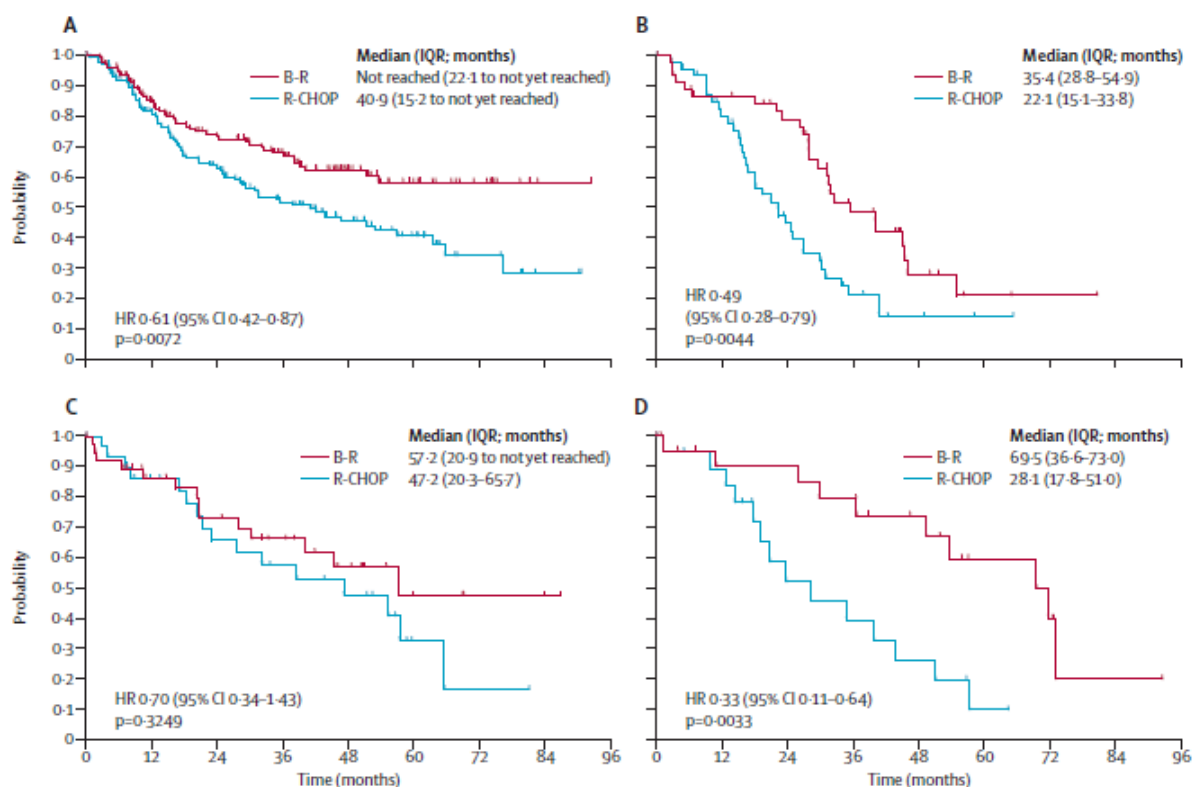 A
Median (IQR; months)
B-R Not reached (22·1 to not yet reached)
R-CHOP 40·9 (15·2 to not yet reached)
Probability
1·0
0·9
0·8
0·7
0·6
0·5
0·4
0·3
0·2
0·1
0
HR 0·61 (95% CI 0·42–0·87)
p=0·0072
B
Median (IQR; months)
B-R 35·4 (28·8–54·9)
R-CHOP 22·1 (15·1–33·8)
HR 0·49
(95% CI 0·28–0·79)
p=0·0044
C
Median (IQR; months)
B-R 57·2 (20·9 to not yet reached)
R-CHOP 47·2 (20·3–65·7)
Probability
1·0
0·9
0·8
0·7
0·6
0·5
0·4
0·3
0·2
0·1
0
HR 0·70 (95% CI 0·34–1·43)
p=0·3249
0 12 24 36 48 60 72 84 96
Time (months)
D
Median (IQR; months)
B-R 69·5 (36·6–73·0)
R-CHOP 28·1 (17·8–51·0)
HR 0·33 (95% CI 0·11–0·64)
p=0·0033
0 12 24 36 48 60 72 84 96
Time (months)